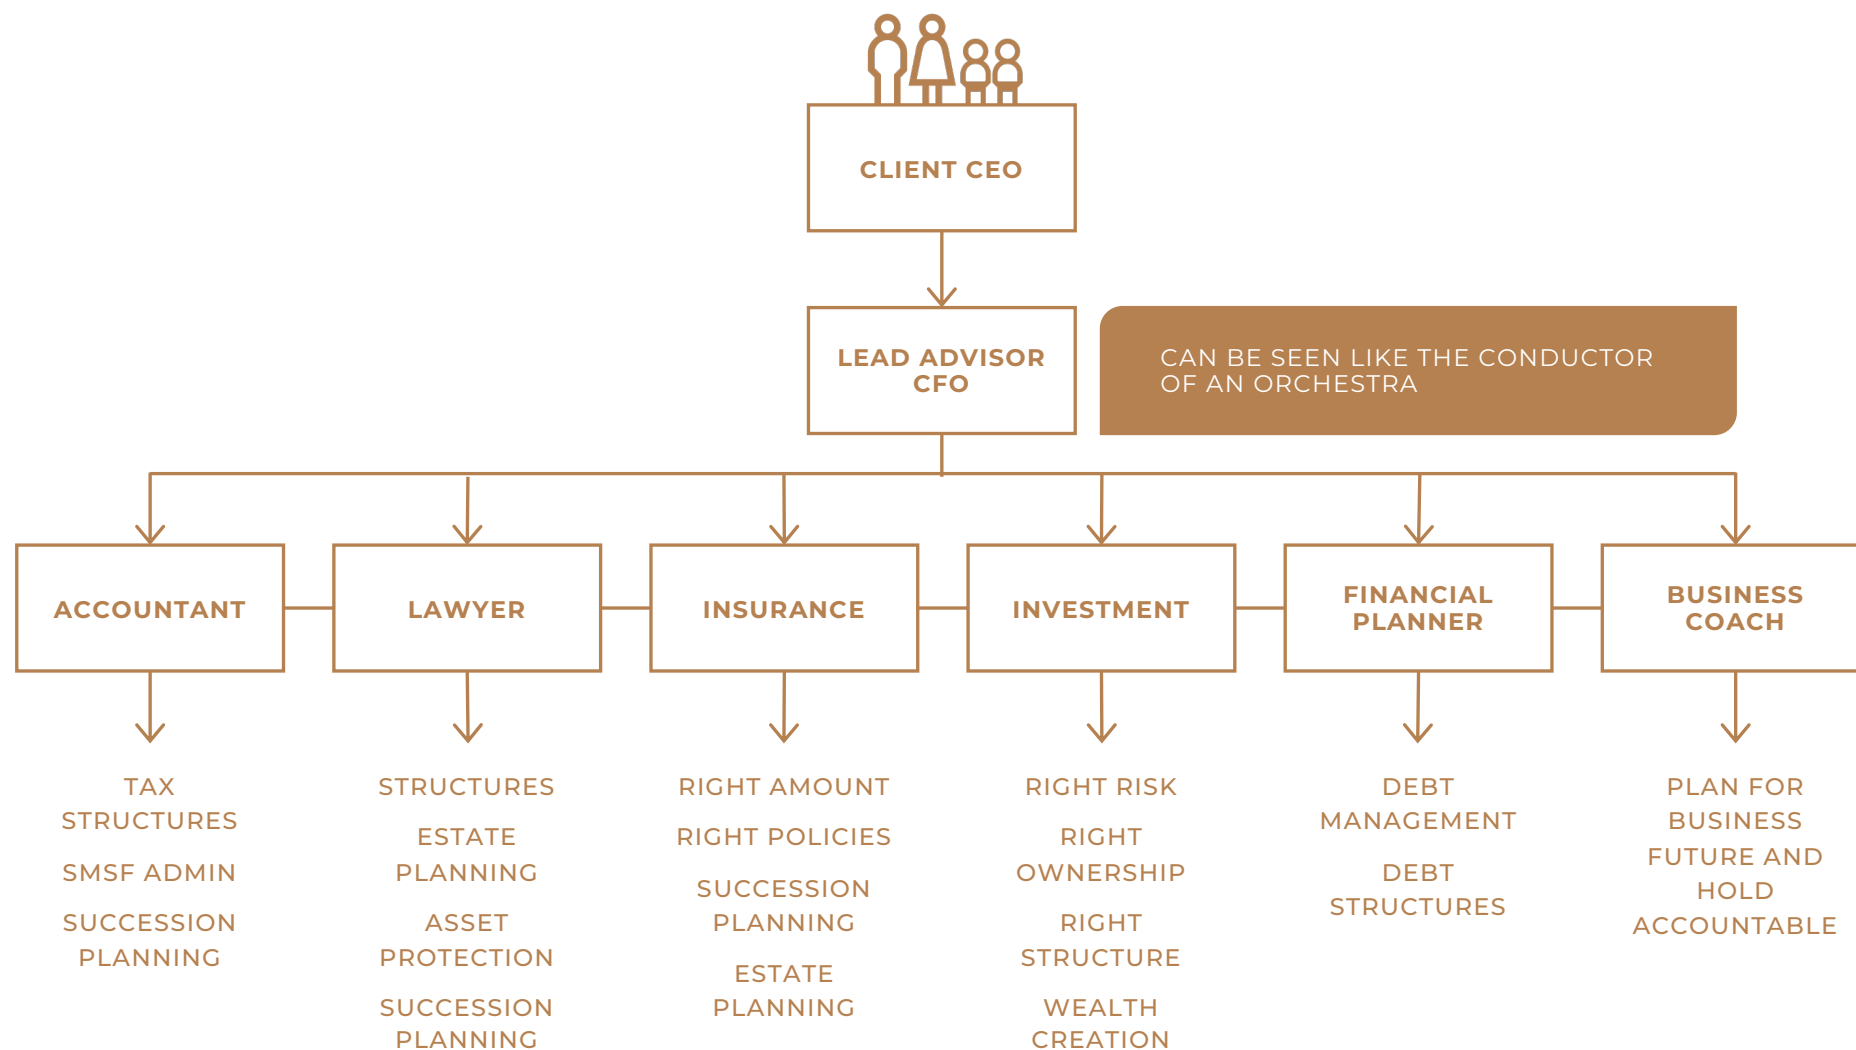 CLIENT CEO
LEAD ADVISOR
CFO
CAN BE SEEN LIKE THE CONDUCTOR
OF AN ORCHESTRA
ACCOUNTANT
LAWYER
INSURANCE
INVESTMENT
FINANCIAL
PLANNER
BUSINESS
COACH
TAX
STRUCTURES
SMSF ADMIN
SUCCESSION
PLANNING
STRUCTURES
ESTATE
PLANNING
ASSET
PROTECTION
SUCCESSION
PLANNING
RIGHT AMOUNT
RIGHT POLICIES
SUCCESSION
PLANNING
ESTATE
PLANNING
RIGHT RISK
RIGHT
OWNERSHIP
RIGHT
STRUCTURE
WEALTH
CREATION
DEBT
MANAGEMENT
DEBT
STRUCTURES
PLAN FOR
BUSINESS
FUTURE AND
HOLD
ACCOUNTABLE